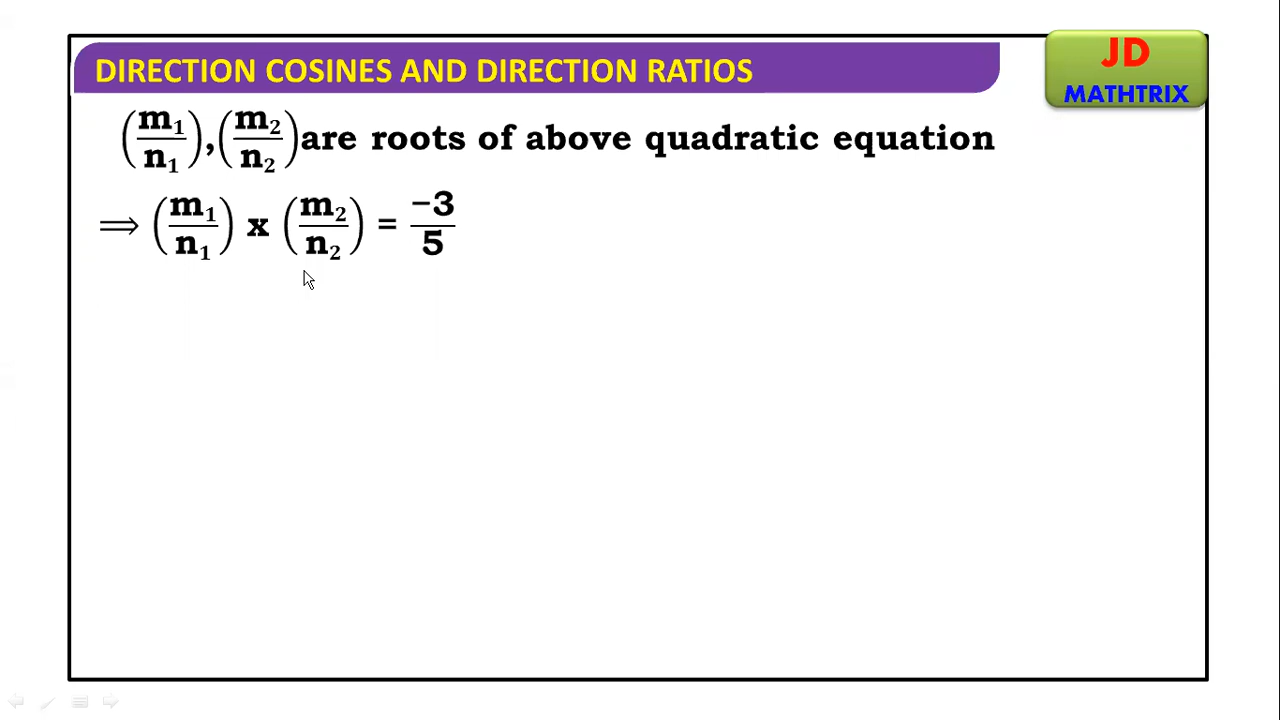 DIRECTION COSINES AND DIRECTION RATIOS
JD
MATHTRIX
(m₁/n₁),(m₂/n₂) are roots of above quadratic equation
⟹ (m₁/n₁) x (m₂/n₂) = −3/5